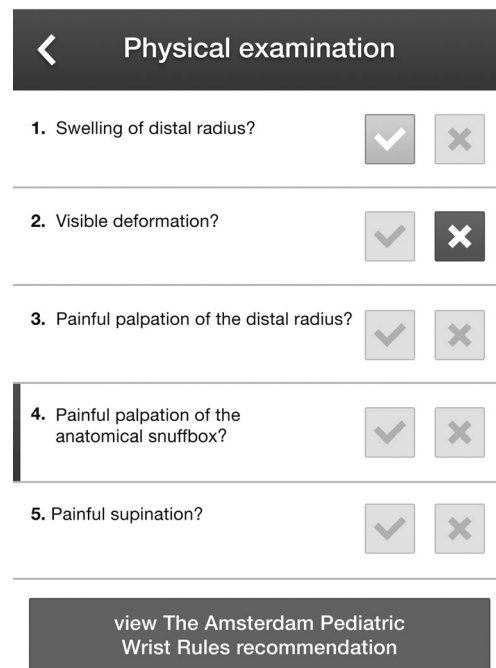 Physical examination
1. Swelling of distal radius?
2. Visible deformation?
3. Painful palpation of the distal radius?
4. Painful palpation of the
anatomical snuffbox?
5. Painful supination?
view The Amsterdam Pediatric
Wrist Rules recommendation